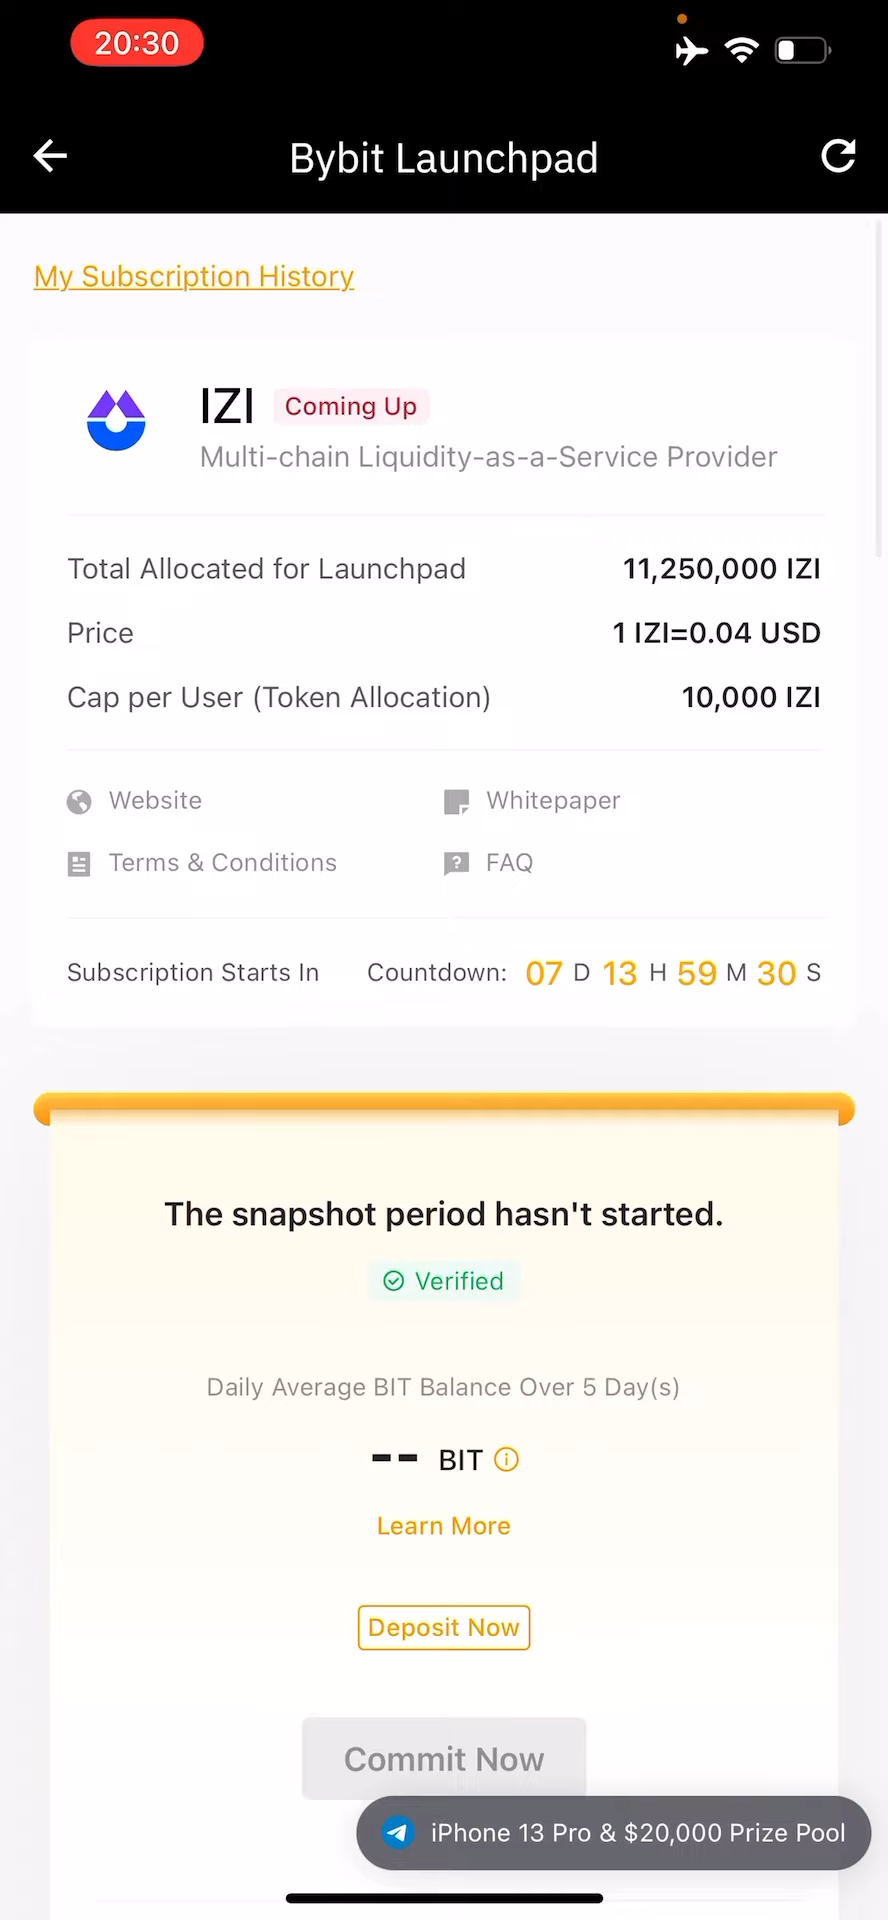 20:30
Bybit Launchpad
My Subscription History
IZI Coming Up
Multi-chain Liquidity-as-a-Service Provider
Total Allocated for Launchpad 11,250,000 IZI
Price 1 IZI=0.04 USD
Cap per User (Token Allocation) 10,000 IZI
Website Whitepaper
Terms & Conditions FAQ
Subscription Starts In Countdown: 07 D 13 H 59 M 30 S
The snapshot period hasn't started.
Verified
Daily Average BIT Balance Over 5 Day(s)
-- BIT
Learn More
Deposit Now
Commit Now
iPhone 13 Pro & $20,000 Prize Pool